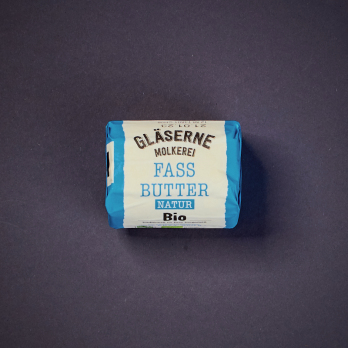 GLÄSERNE
MOLKEREI
FASS
BUTTER
NATUR
Bio